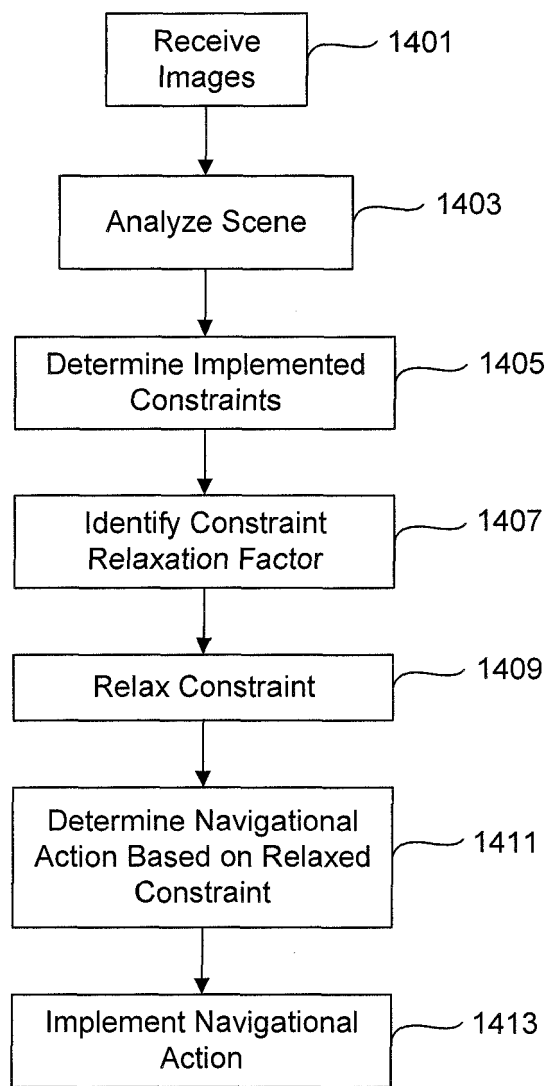 Receive
Images
1401
Analyze Scene
1403
Determine Implemented
Constraints
1405
Identify Constraint
Relaxation Factor
1407
Relax Constraint
1409
Determine Navigational
Action Based on Relaxed
Constraint
1411
Implement Navigational
Action
1413